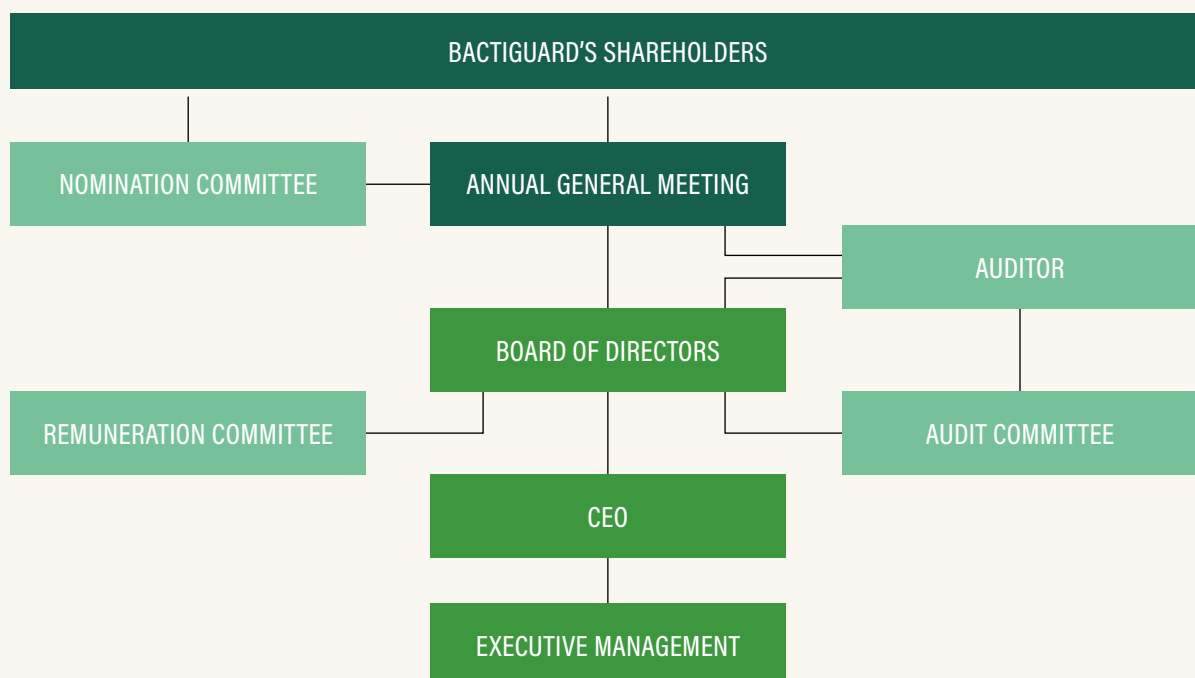 BACTIGUARD’S SHAREHOLDERS
NOMINATION COMMITTEE
ANNUAL GENERAL MEETING
AUDITOR
BOARD OF DIRECTORS
REMUNERATION COMMITTEE
AUDIT COMMITTEE
CEO
EXECUTIVE MANAGEMENT